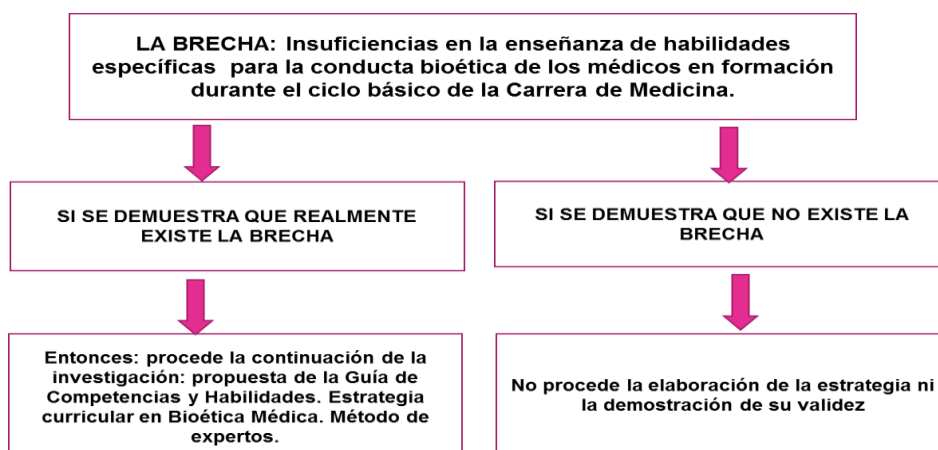 LA BRECHA: Insuficiencias en la enseñanza de habilidades
específicas para la conducta bioética de los médicos en formación
durante el ciclo básico de la Carrera de Medicina.
SI SE DEMUESTRA QUE REALMENTE
EXISTE LA BRECHA
SI SE DEMUESTRA QUE NO EXISTE LA
BRECHA
Entonces: procede la continuación de la
investigación: propuesta de la Guía de
Competencias y Habilidades. Estrategia
curricular en Bioética Médica. Método de
expertos.
No procede la elaboración de la estrategia ni
la demostración de su validez